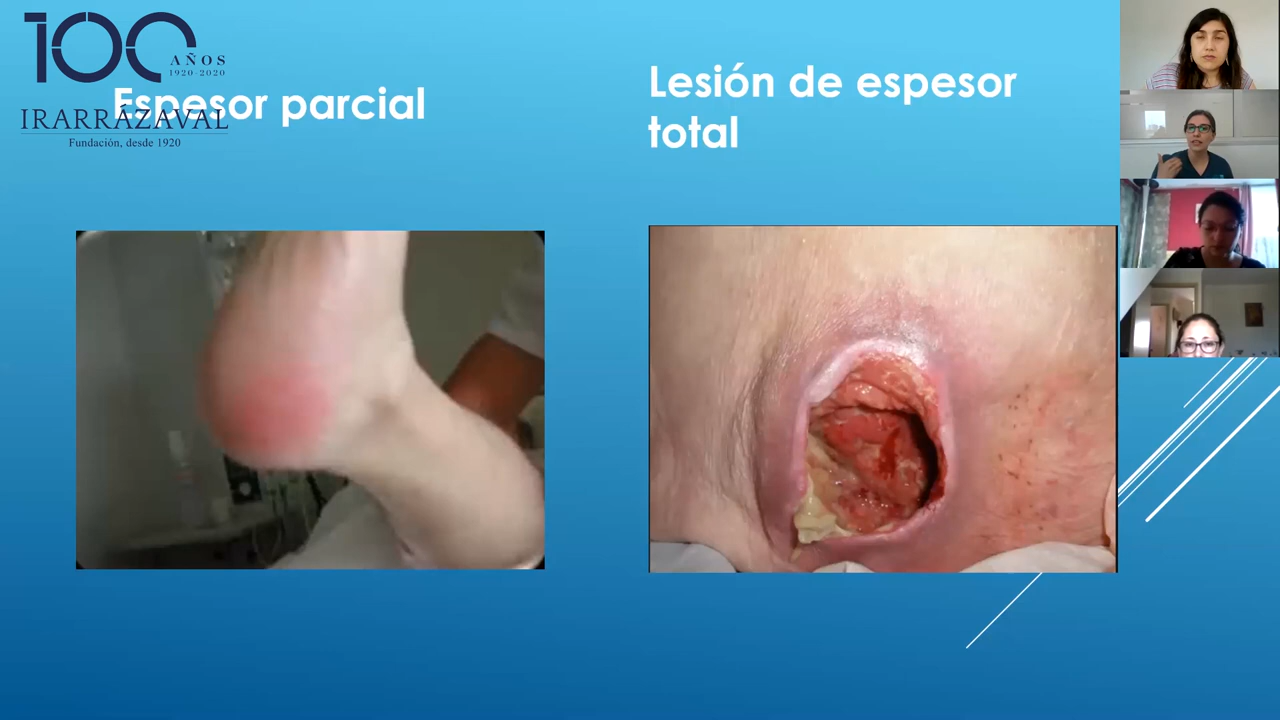 100
AÑOS
1920-2020
IRARRÁZAVAL
Fundación, desde 1920
Espesor parcial
Lesión de espesor
total